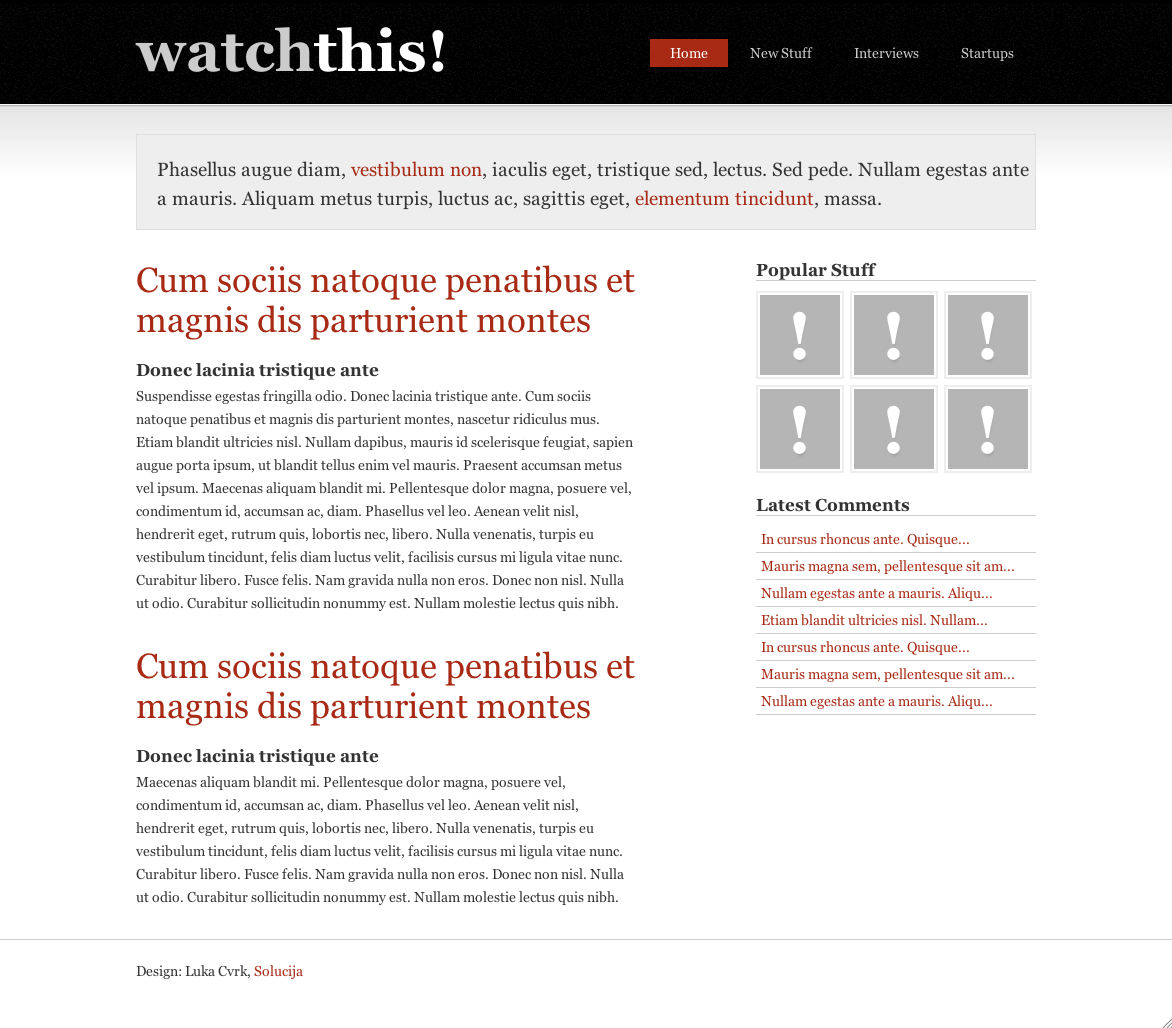 watchthis!
Home New Stuff Interviews Startups
Phasellus augue diam, vestibulum non, iaculis eget, tristique sed, lectus. Sed pede. Nullam egestas ante
a mauris. Aliquam metus turpis, luctus ac, sagittis eget, elementum tincidunt, massa.
Cum sociis natoque penatibus et
magnis dis parturient montes
Donec lacinia tristique ante
Suspendisse egestas fringilla odio. Donec lacinia tristique ante. Cum sociis
natoque penatibus et magnis dis parturient montes, nascetur ridiculus mus.
Etiam blandit ultricies nisl. Nullam dapibus, mauris id scelerisque feugiat, sapien
augue porta ipsum, ut blandit tellus enim vel mauris. Praesent accumsan metus
vel ipsum. Maecenas aliquam blandit mi. Pellentesque dolor magna, posuere vel,
condimentum id, accumsan ac, diam. Phasellus vel leo. Aenean velit nisl,
hendrerit eget, rutrum quis, lobortis nec, libero. Nulla venenatis, turpis eu
vestibulum tincidunt, felis diam luctus velit, facilisis cursus mi ligula vitae nunc.
Curabitur libero. Fusce felis. Nam gravida nulla non eros. Donec non nisl. Nulla
ut odio. Curabitur sollicitudin nonummy est. Nullam molestie lectus quis nibh.
Cum sociis natoque penatibus et
magnis dis parturient montes
Donec lacinia tristique ante
Maecenas aliquam blandit mi. Pellentesque dolor magna, posuere vel,
condimentum id, accumsan ac, diam. Phasellus vel leo. Aenean velit nisl,
hendrerit eget, rutrum quis, lobortis nec, libero. Nulla venenatis, turpis eu
vestibulum tincidunt, felis diam luctus velit, facilisis cursus mi ligula vitae nunc.
Curabitur libero. Fusce felis. Nam gravida nulla non eros. Donec non nisl. Nulla
ut odio. Curabitur sollicitudin nonummy est. Nullam molestie lectus quis nibh.
Popular Stuff
! ! !
! ! !
Latest Comments
In cursus rhoncus ante. Quisque...
Mauris magna sem, pellentesque sit am...
Nullam egestas ante a mauris. Aliqu...
Etiam blandit ultricies nisl. Nullam...
In cursus rhoncus ante. Quisque...
Mauris magna sem, pellentesque sit am...
Nullam egestas ante a mauris. Aliqu...
Design: Luka Cvrk, Solucija